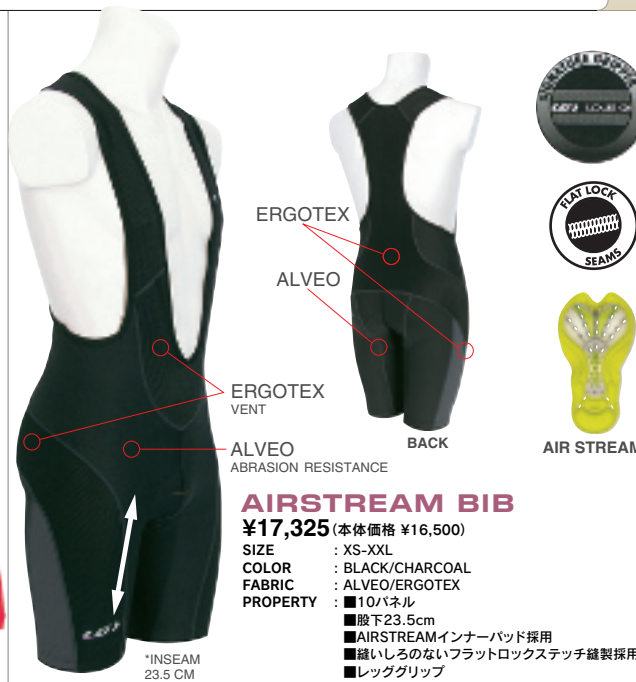 ERGOTEX
ALVEO
BACK
ERGOTEX
VENT
ALVEO
ABRASION RESISTANCE
*INSEAM
23.5 CM
FLAT LOCK
SEAMS
AIR STREAM
AIRSTREAM BIB
¥17,325(本体価格 ¥16,500)
SIZE : XS-XXL
COLOR : BLACK/CHARCOAL
FABRIC : ALVEO/ERGOTEX
PROPERTY : ■10パネル
■股下23.5cm
■AIRSTREAMインナーパッド採用
■縫いしろのないフラットロックステッチ縫製採用
■レッググリップ